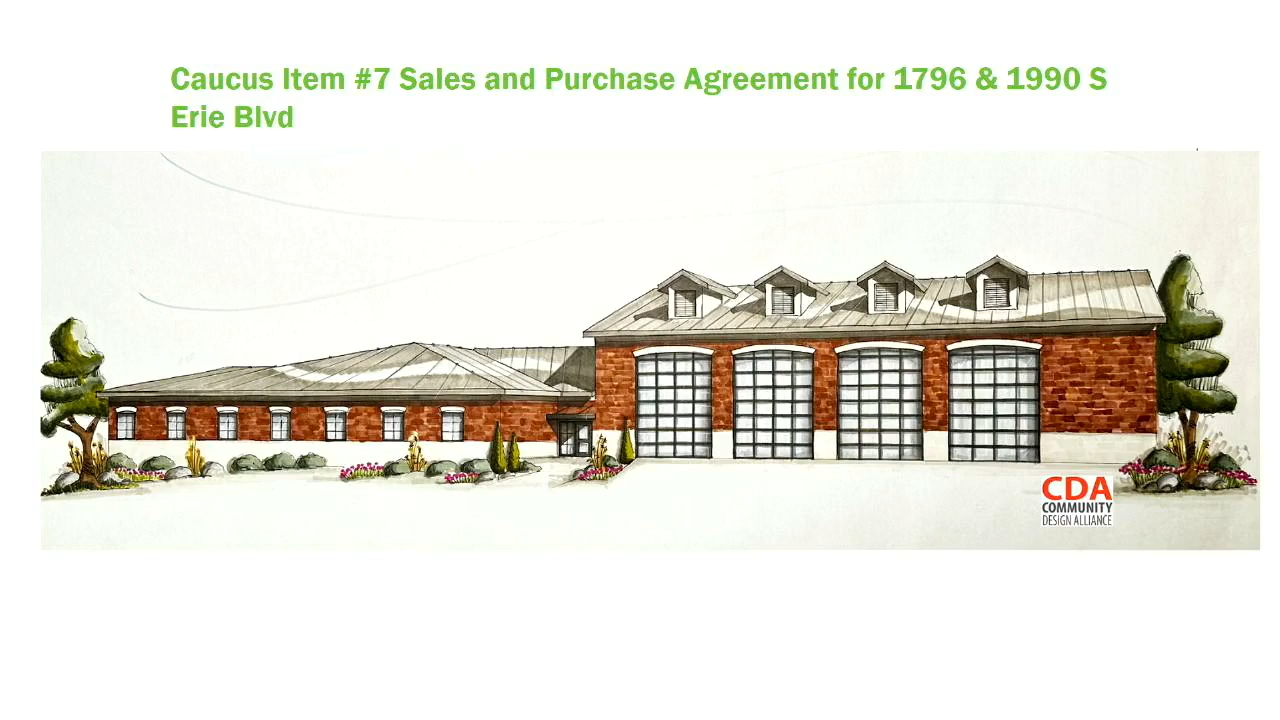 Caucus Item #7 Sales and Purchase Agreement for 1796 & 1990 S
Erie Blvd
CDA
COMMUNITY
DESIGN ALLIANCE